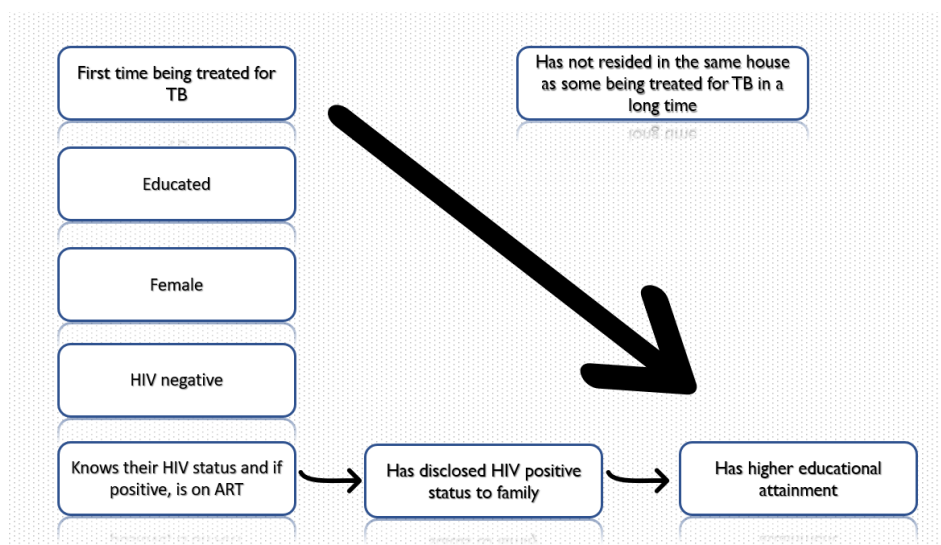 First time being treated for
TB
Has not resided in the same house
as some being treated for TB in a
long time
Educated
Female
HIV negative
Knows their HIV status and if
positive, is on ART
Has disclosed HIV positive
status to family
Has higher educational
attainment